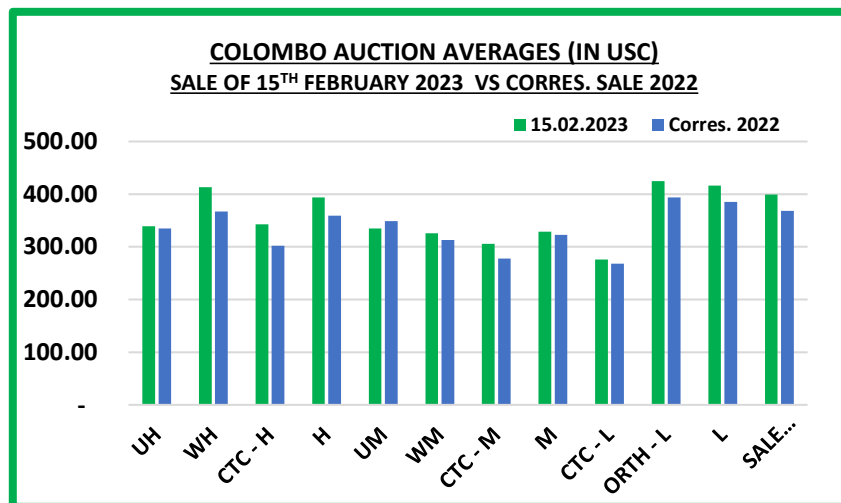 COLOMBO AUCTION AVERAGES (IN USC)
SALE OF 15TH FEBRUARY 2023 VS CORRES. SALE 2022
15.02.2023 Corres. 2022
500.00
400.00
300.00
200.00
100.00
-
UH
WH
CTC - H
H
UM
WM
CTC - M
M
CTC - L
ORTH - L
L
SALE...